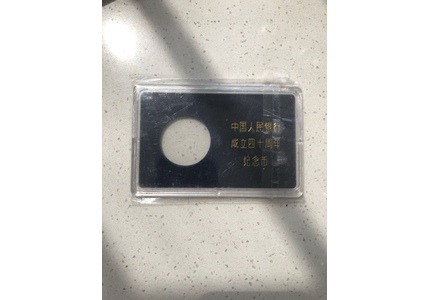 中国人民银行
成立四十周年
纪念币